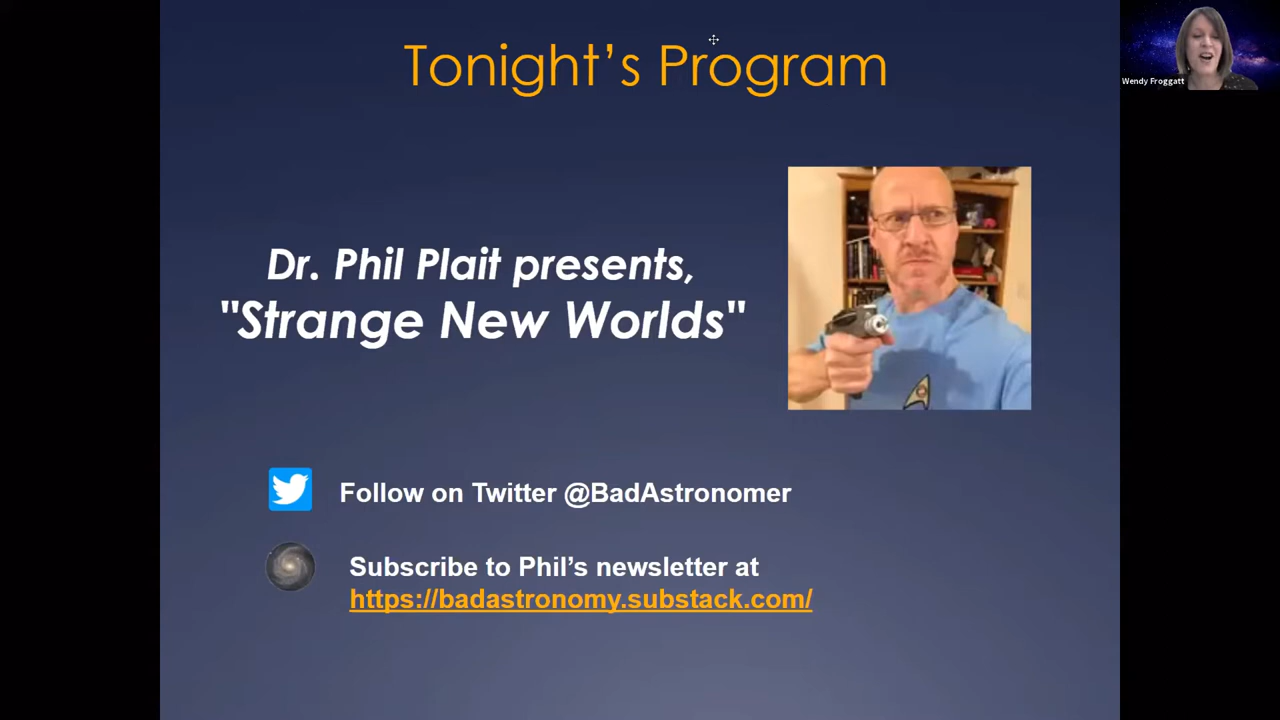 Tonight’s Program
Wendy Froggatt
Dr. Phil Plait presents,
"Strange New Worlds"
Follow on Twitter @BadAstronomer
Subscribe to Phil’s newsletter at
https://badastronomy.substack.com/